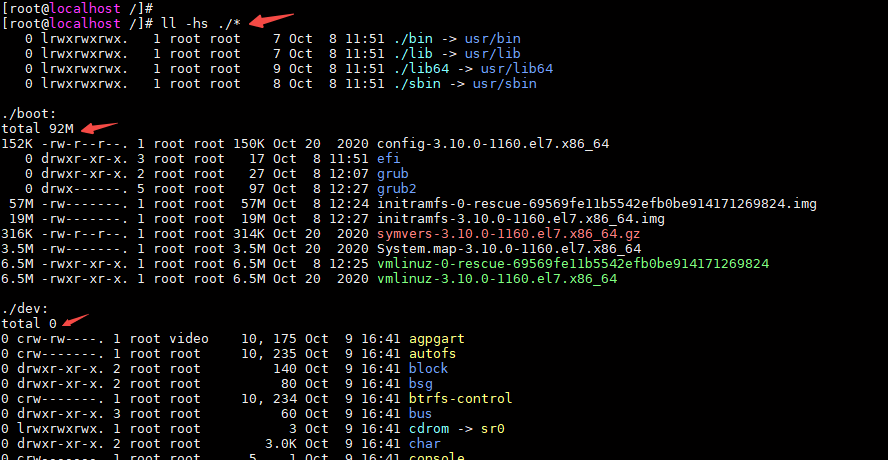 [root@localhost /]#
[root@localhost /]# ll -hs ./*
   0 lrwxrwxrwx.   1 root root    7 Oct  8 11:51 ./bin -> usr/bin
   0 lrwxrwxrwx.   1 root root    7 Oct  8 11:51 ./lib -> usr/lib
   0 lrwxrwxrwx.   1 root root    9 Oct  8 11:51 ./lib64 -> usr/lib64
   0 lrwxrwxrwx.   1 root root    8 Oct  8 11:51 ./sbin -> usr/sbin

./boot:
total 92M
152K -rw-r--r--. 1 root root 150K Oct 20  2020 config-3.10.0-1160.el7.x86_64
   0 drwxr-xr-x. 3 root root   17 Oct  8 11:51 efi
   0 drwxr-xr-x. 2 root root   27 Oct  8 12:07 grub
   0 drwx------. 5 root root   97 Oct  8 12:27 grub2
 57M -rw-------. 1 root root  57M Oct  8 12:24 initramfs-0-rescue-69569fe11b5542efb0be914171269824.img
 19M -rw-------. 1 root root  19M Oct  8 12:27 initramfs-3.10.0-1160.el7.x86_64.img
316K -rw-r--r--. 1 root root 314K Oct 20  2020 symvers-3.10.0-1160.el7.x86_64.gz
3.5M -rw-------. 1 root root 3.5M Oct 20  2020 System.map-3.10.0-1160.el7.x86_64
6.5M -rwxr-xr-x. 1 root root 6.5M Oct  8 12:25 vmlinuz-0-rescue-69569fe11b5542efb0be914171269824
6.5M -rwxr-xr-x. 1 root root 6.5M Oct 20  2020 vmlinuz-3.10.0-1160.el7.x86_64

./dev:
total 0
0 crw-rw----. 1 root video    10, 175 Oct  9 16:41 agpgart
0 crw-------. 1 root root     10, 235 Oct  9 16:41 autofs
0 drwxr-xr-x. 2 root root         140 Oct  9 16:41 block
0 drwxr-xr-x. 2 root root          80 Oct  9 16:41 bsg
0 crw-------. 1 root root     10, 234 Oct  9 16:41 btrfs-control
0 drwxr-xr-x. 3 root root          60 Oct  9 16:41 bus
0 lrwxrwxrwx. 1 root root           3 Oct  9 16:41 cdrom -> sr0
0 drwxr-xr-x. 2 root root        3.0K Oct  9 16:41 char
0 crw-------. 1 root root      5,   1 Oct  9 16:41 console